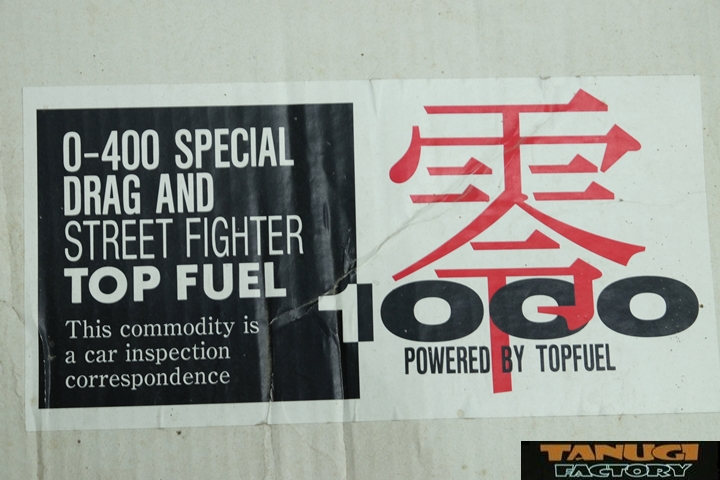 0-400 SPECIAL
DRAG AND
STREET FIGHTER
TOP FUEL
This commodity is
a car inspection
correspondence
零
1000
POWERED BY TOPFUEL
TANUGI
FACTORY